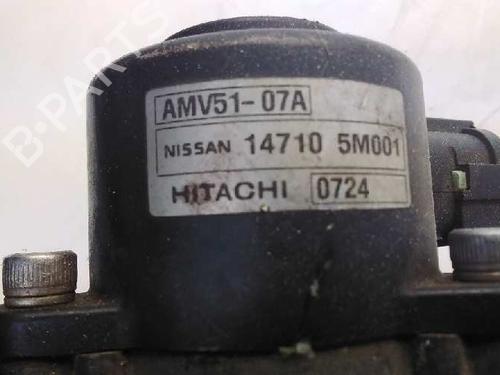 AMV51-07A
NISSAN 14710 5M001
HITACHI 0724
B-PARTS